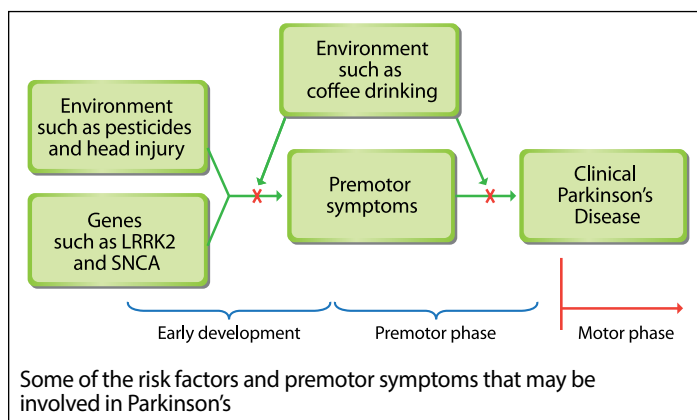 Environment
such as
coffee drinking
Environment
such as pesticides
and head injury
Premotor
symptoms
Clinical
Parkinson's
Disease
Genes
such as LRRK2
and SNCA
Early development
Premotor phase
Motor phase
Some of the risk factors and premotor symptoms that may be
involved in Parkinson's